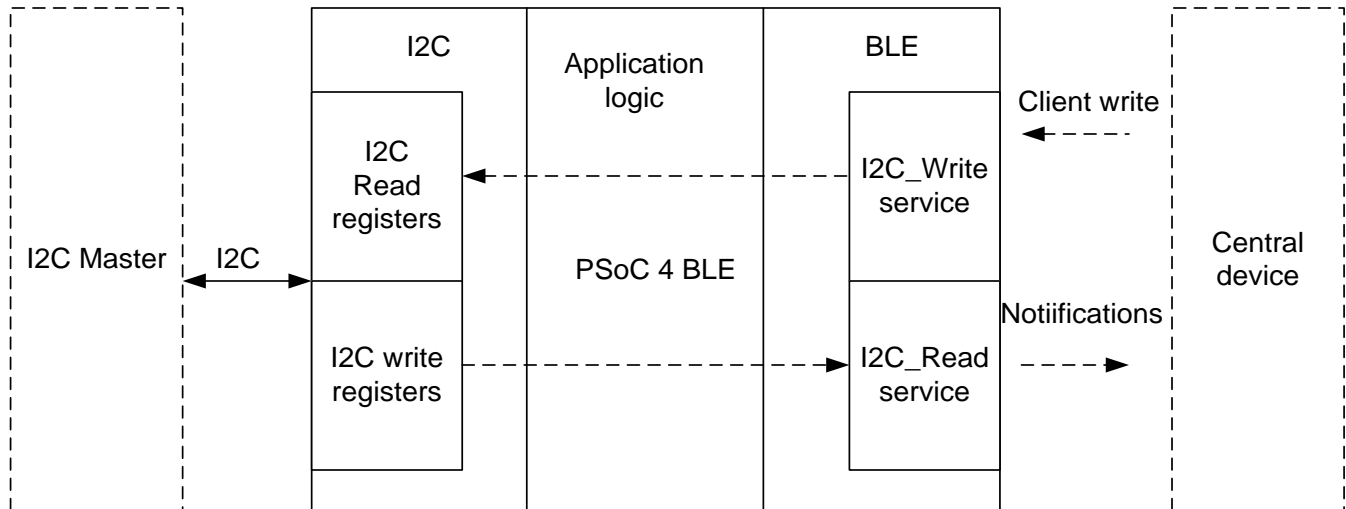 I2C
BLE
Application
logic
Client write
I2C
Read
registers
I2C_Write
service
I2C Master
I2C
PSoC 4 BLE
Central
device
Notiifications
I2C write
registers
I2C_Read
service